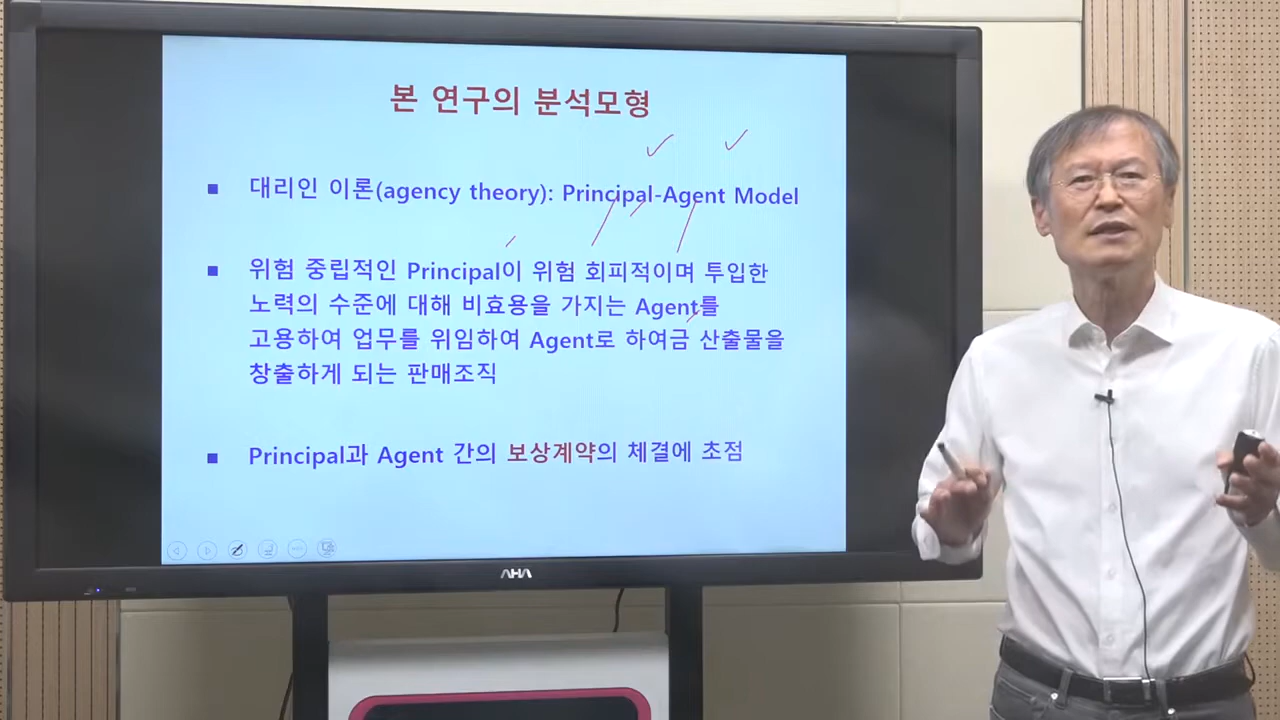 본 연구의 분석모형
▪ 대리인 이론(agency theory): Principal-Agent Model
▪ 위험 중립적인 Principal이 위험 회피적이며 투입한
노력의 수준에 대해 비효용을 가지는 Agent를
고용하여 업무를 위임하여 Agent로 하여금 산출물을
창출하게 되는 판매조직
▪ Principal과 Agent 간의 보상계약의 체결에 초점
AHA